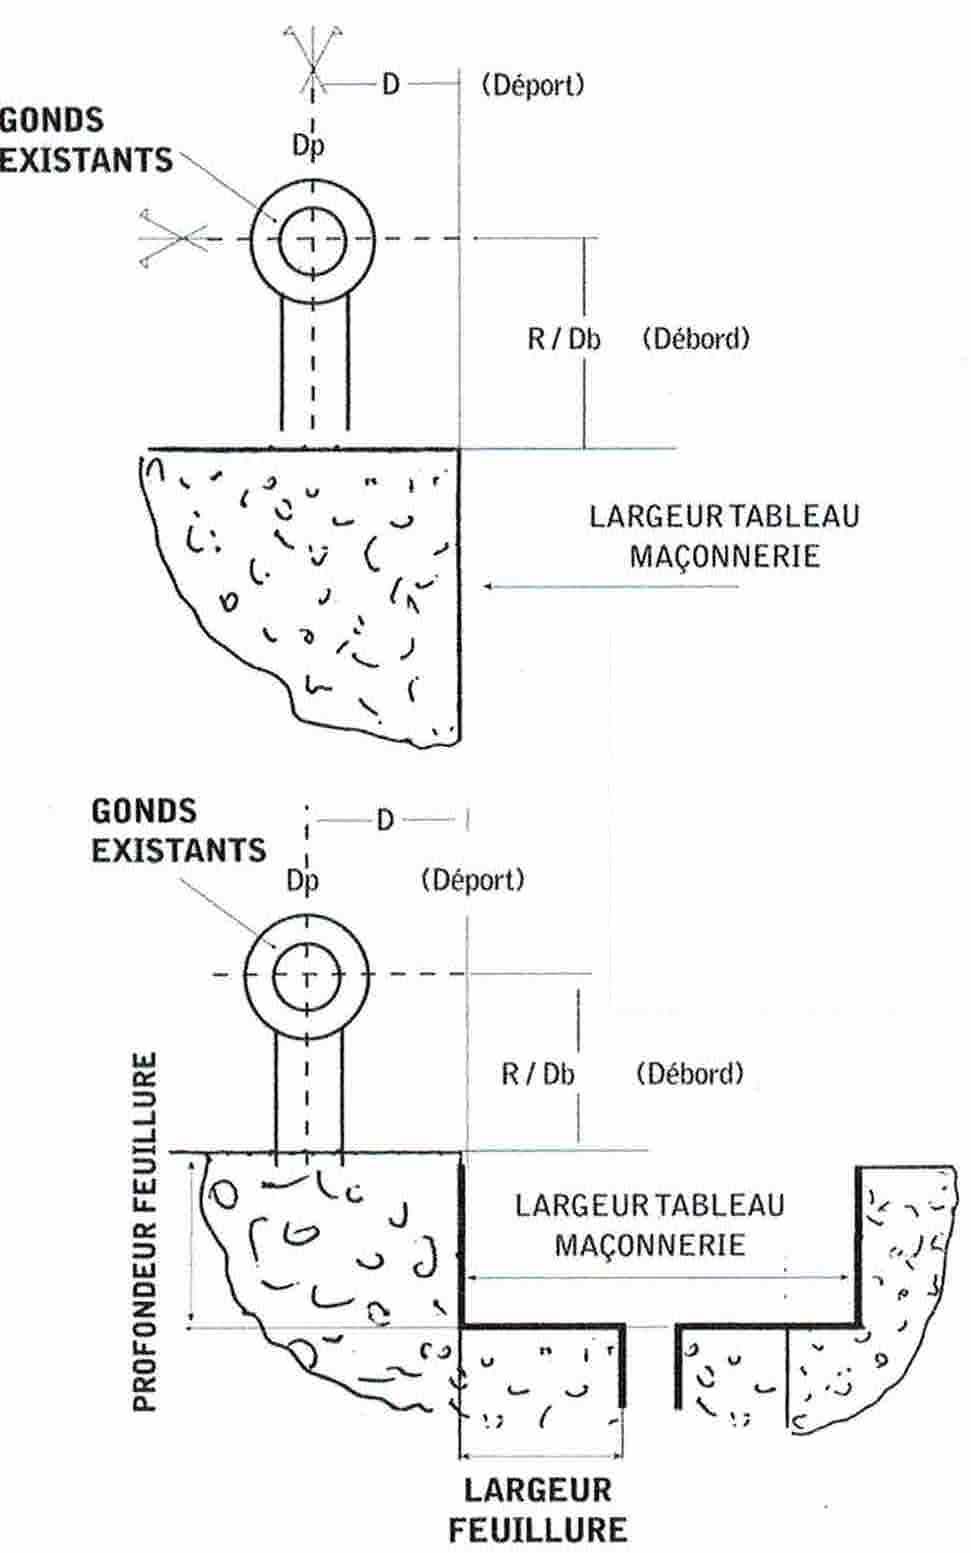 D (Déport)
GONDS
EXISTANTS
Dp
R / Db (Débord)
LARGEUR TABLEAU
MAÇONNERIE
GONDS
EXISTANTS
D
Dp (Déport)
R / Db (Débord)
PROFONDEUR FEUILLURE
LARGEUR TABLEAU
MAÇONNERIE
LARGEUR
FEUILLURE